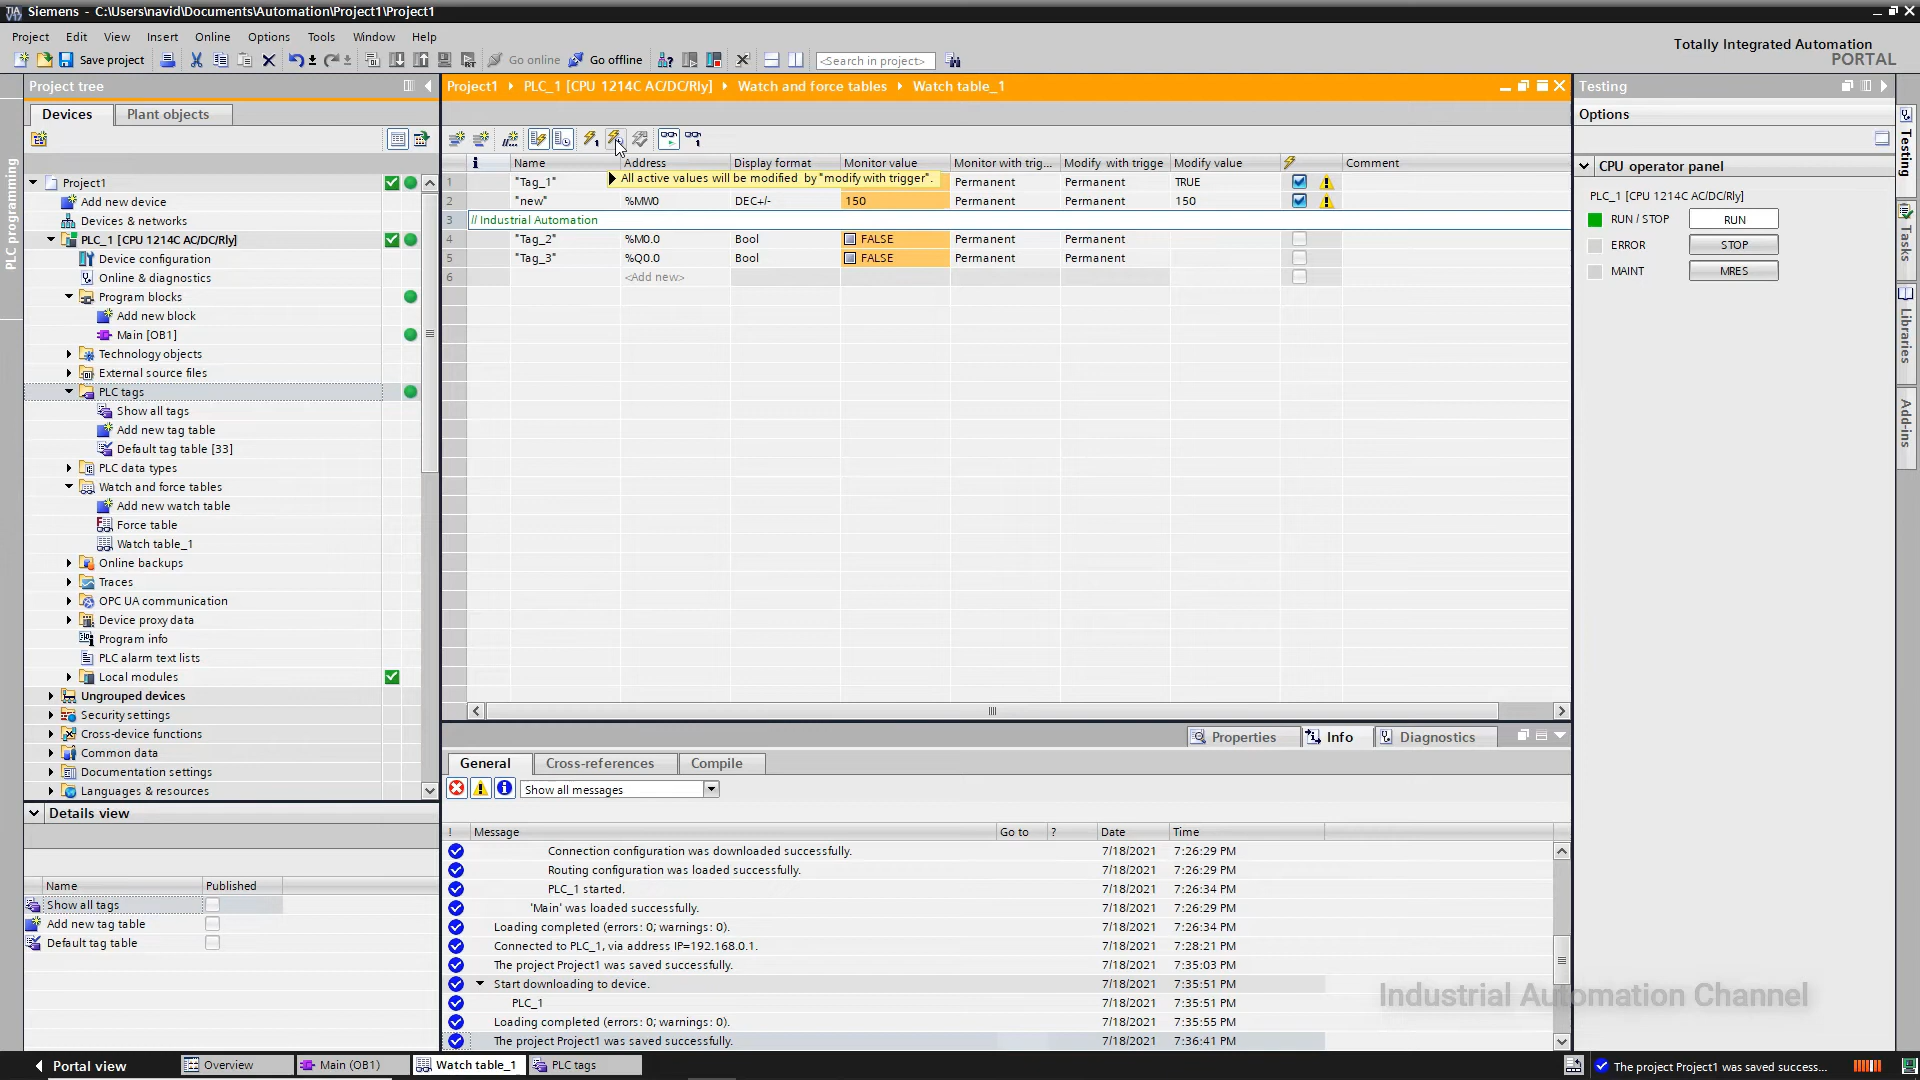 Siemens - C:\Users\navid\Documents\Automation\Project1\Project1
Project Edit View Insert Online Options Tools Window Help
Totally Integrated Automation
PORTAL
Save project Go online Go offline <Search in project>
Project tree
Devices Plant objects
PLC programming
Project1
Add new device
Devices & networks
PLC_1 [CPU 1214C AC/DC/Rly]
Device configuration
Online & diagnostics
Program blocks
Add new block
Main [OB1]
Technology objects
External source files
PLC tags
Show all tags
Add new tag table
Default tag table [33]
PLC data types
Watch and force tables
Add new watch table
Force table
Watch table_1
Online backups
Traces
OPC UA communication
Device proxy data
Program info
PLC alarm text lists
Local modules
Ungrouped devices
Security settings
Cross-device functions
Common data
Documentation settings
Languages & resources
Details view
Name Published
Show all tags
Add new tag table
Default tag table
Project1 PLC_1 [CPU 1214C AC/DC/Rly] Watch and force tables Watch table_1
i Name Address Display format Monitor value Monitor with trig... Modify with trigge Modify value Comment
All active values will be modified by "modify with trigger".
1 "Tag_1" Permanent Permanent TRUE
2 "new" %MW0 DEC+/- 150 Permanent Permanent 150
3 // Industrial Automation
4 "Tag_2" %M0.0 Bool FALSE Permanent Permanent
5 "Tag_3" %Q0.0 Bool FALSE Permanent Permanent
6 <Add new>
Properties Info Diagnostics
General Cross-references Compile
Show all messages
! Message Go to ? Date Time
Connection configuration was downloaded successfully. 7/18/2021 7:26:29 PM
Routing configuration was loaded successfully. 7/18/2021 7:26:29 PM
PLC_1 started. 7/18/2021 7:26:34 PM
'Main' was loaded successfully. 7/18/2021 7:26:29 PM
Loading completed (errors: 0; warnings: 0). 7/18/2021 7:26:34 PM
Connected to PLC_1, via address IP=192.168.0.1. 7/18/2021 7:28:21 PM
The project Project1 was saved successfully. 7/18/2021 7:35:03 PM
Start downloading to device. 7/18/2021 7:35:51 PM
PLC_1 7/18/2021 7:35:51 PM
Loading completed (errors: 0; warnings: 0). 7/18/2021 7:35:55 PM
The project Project1 was saved successfully. 7/18/2021 7:36:41 PM
Testing
Options
CPU operator panel
PLC_1 [CPU 1214C AC/DC/Rly]
RUN / STOP RUN
ERROR STOP
MAINT MRES
Testing
Tasks
Libraries
Add-ins
Industrial Automation Channel
Portal view Overview Main (OB1) Watch table_1 PLC tags The project Project1 was saved success...